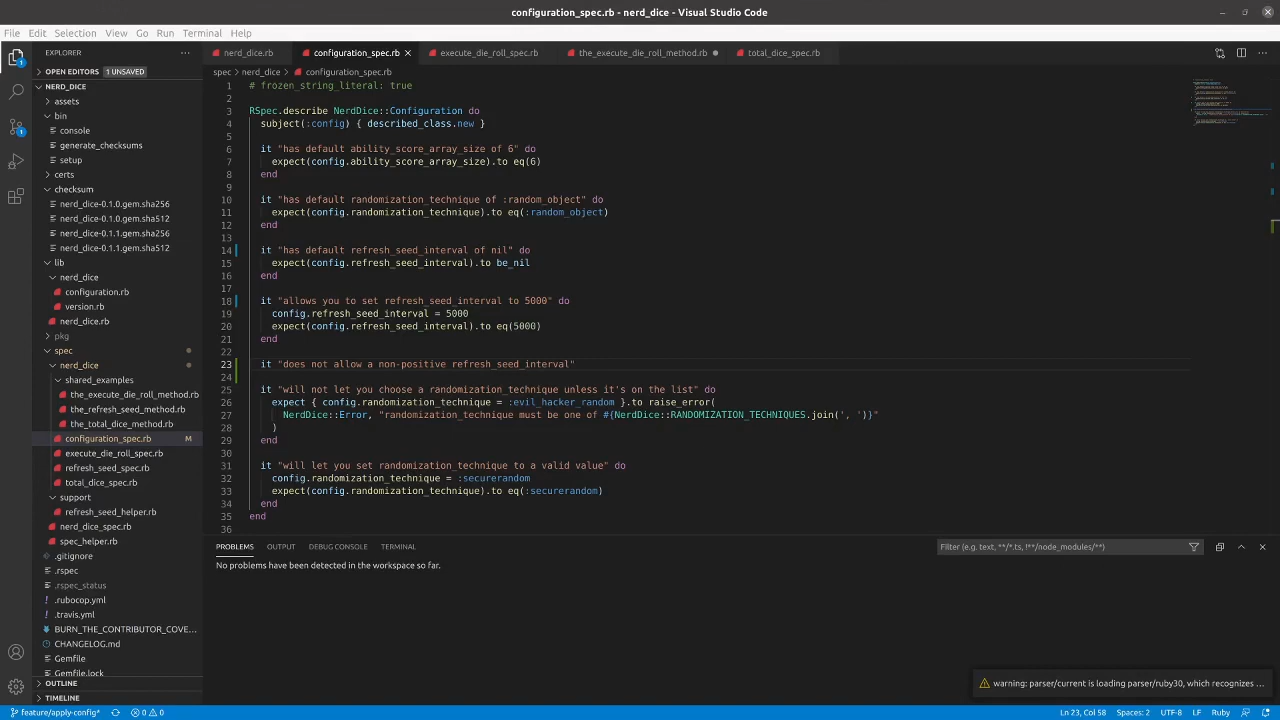 configuration_spec.rb - nerd_dice - Visual Studio Code
File Edit Selection View Go Run Terminal Help
EXPLORER
nerd_dice.rb
configuration_spec.rb
execute_die_roll_spec.rb
the_execute_die_roll_method.rb
total_dice_spec.rb
OPEN EDITORS 1 UNSAVED
NERD_DICE
assets
bin
console
generate_checksums
setup
certs
checksum
nerd_dice-0.1.0.gem.sha256
nerd_dice-0.1.0.gem.sha512
nerd_dice-0.1.1.gem.sha256
nerd_dice-0.1.1.gem.sha512
lib
nerd_dice
configuration.rb
version.rb
nerd_dice.rb
pkg
spec
nerd_dice
shared_examples
the_execute_die_roll_method.rb
the_refresh_seed_method.rb
the_total_dice_method.rb
configuration_spec.rb M
execute_die_roll_spec.rb
refresh_seed_spec.rb
total_dice_spec.rb
support
refresh_seed_helper.rb
nerd_dice_spec.rb
spec_helper.rb
.gitignore
.rspec
.rspec_status
.rubocop.yml
.travis.yml
BURN_THE_CONTRIBUTOR_COVE...
CHANGELOG.md
Gemfile
Gemfile.lock
OUTLINE
TIMELINE
spec > nerd_dice > configuration_spec.rb
1 # frozen_string_literal: true
2
3 RSpec.describe NerdDice::Configuration do
4 subject(:config) { described_class.new }
5
6 it "has default ability_score_array_size of 6" do
7 expect(config.ability_score_array_size).to eq(6)
8 end
9
10 it "has default randomization_technique of :random_object" do
11 expect(config.randomization_technique).to eq(:random_object)
12 end
13
14 it "has default refresh_seed_interval of nil" do
15 expect(config.refresh_seed_interval).to be_nil
16 end
17
18 it "allows you to set refresh_seed_interval to 5000" do
19 config.refresh_seed_interval = 5000
20 expect(config.refresh_seed_interval).to eq(5000)
21 end
22
23 it "does not allow a non-positive refresh_seed_interval"
24
25 it "will not let you choose a randomization_technique unless it's on the list" do
26 expect { config.randomization_technique = :evil_hacker_random }.to raise_error(
27 NerdDice::Error, "randomization_technique must be one of #{NerdDice::RANDOMIZATION_TECHNIQUES.join(', ')}"
28 )
29 end
30
31 it "will let you set randomization_technique to a valid value" do
32 config.randomization_technique = :securerandom
33 expect(config.randomization_technique).to eq(:securerandom)
34 end
35 end
36
PROBLEMS OUTPUT DEBUG CONSOLE TERMINAL
Filter (e.g. text, **/*.ts, !**/node_modules/**)
No problems have been detected in the workspace so far.
warning: parser/current is loading parser/ruby30, which recognizes ...
feature/apply-config* 0 0 Ln 23, Col 58 Spaces: 2 UTF-8 LF Ruby